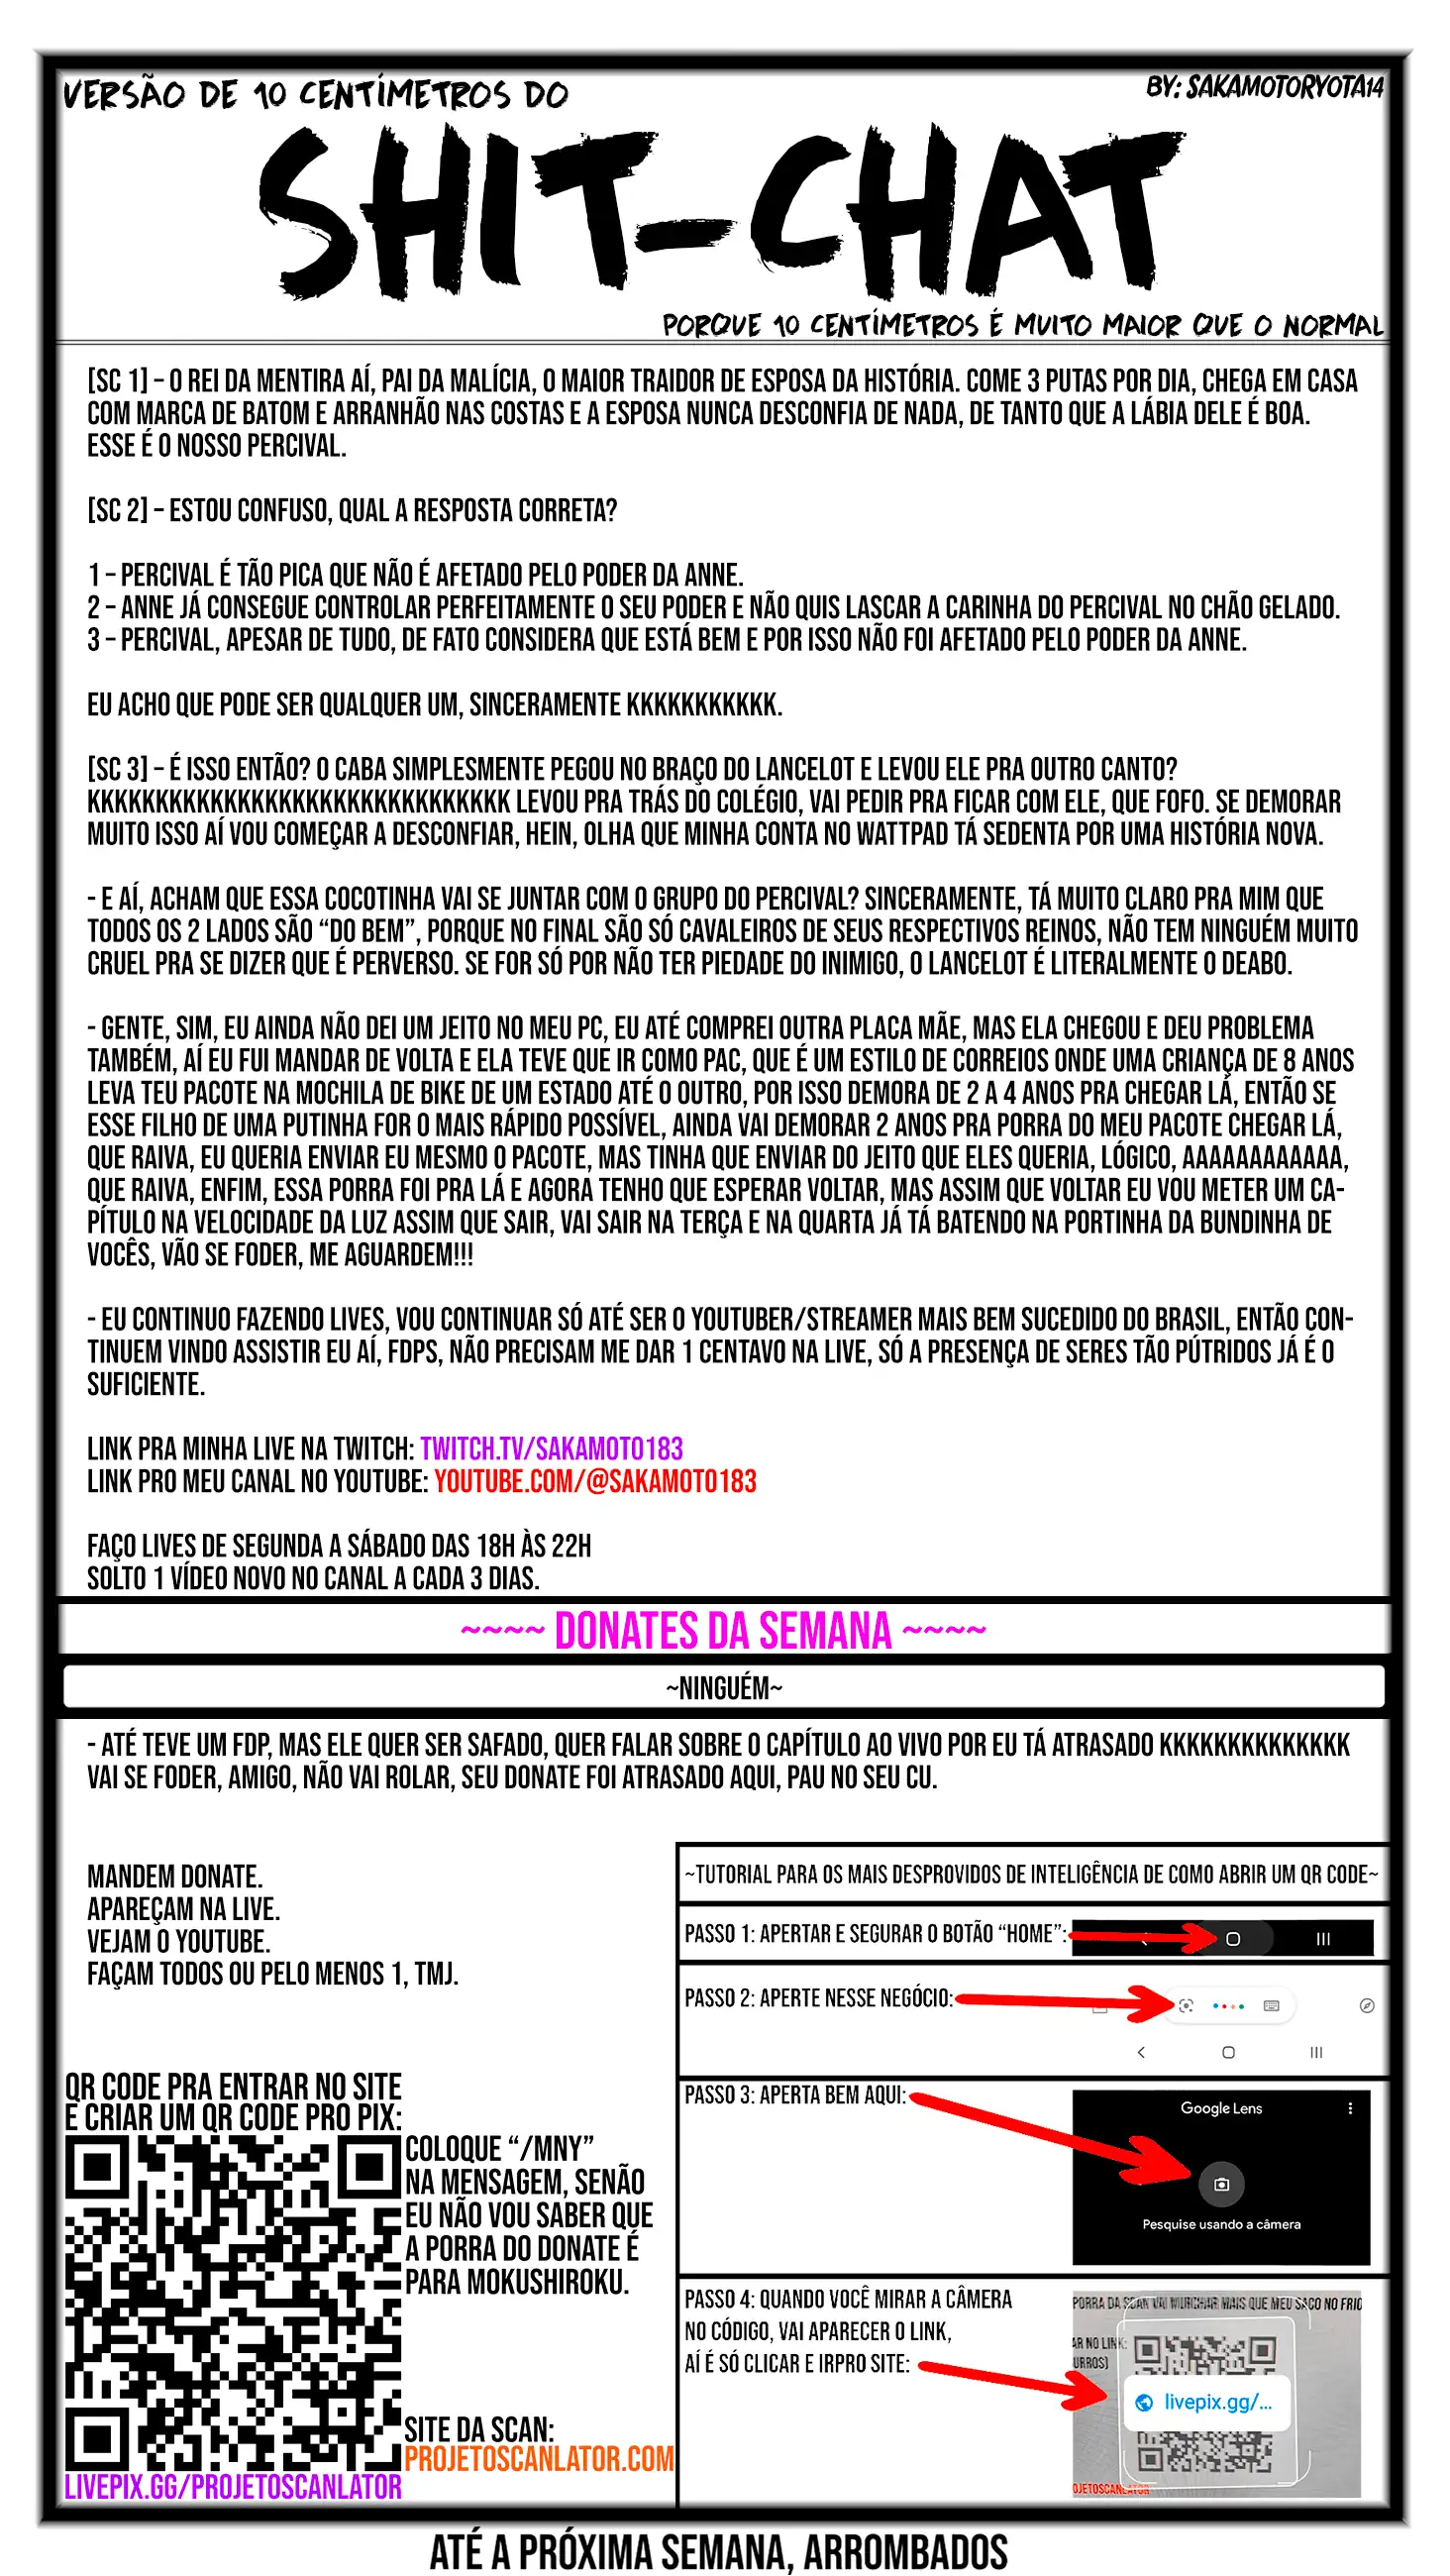 VERSÃO DE 10 CENTÍMETROS DO
BY: SAKAMOTORYOTA14
SHIT-CHAT
PORQUE 10 CENTÍMETROS É MUITO MAIOR QUE O NORMAL
[SC 1] – O REI DA MENTIRA AÍ, PAI DA MALÍCIA, O MAIOR TRAIDOR DE ESPOSA DA HISTÓRIA. COME 3 PUTAS POR DIA, CHEGA EM CASA
COM MARCA DE BATOM E ARRANHÃO NAS COSTAS E A ESPOSA NUNCA DESCONFIA DE NADA, DE TANTO QUE A LÁBIA DELE É BOA.
ESSE É O NOSSO PERCIVAL.
[SC 2] – ESTOU CONFUSO, QUAL A RESPOSTA CORRETA?
1 – PERCIVAL É TÃO PICA QUE NÃO É AFETADO PELO PODER DA ANNE.
2 – ANNE JÁ CONSEGUE CONTROLAR PERFEITAMENTE O SEU PODER E NÃO QUIS LASCAR A CARINHA DO PERCIVAL NO CHÃO GELADO.
3 – PERCIVAL, APESAR DE TUDO, DE FATO CONSIDERA QUE ESTÁ BEM E POR ISSO NÃO FOI AFETADO PELO PODER DA ANNE.
EU ACHO QUE PODE SER QUALQUER UM, SINCERAMENTE KKKKKKKKKKK.
[SC 3] – É ISSO ENTÃO? O CABA SIMPLESMENTE PEGOU NO BRAÇO DO LANCELOT E LEVOU ELE PRA OUTRO CANTO?
KKKKKKKKKKKKKKKKKKKKKKKKKKKKKKK LEVOU PRA TRÁS DO COLÉGIO, VAI PEDIR PRA FICAR COM ELE, QUE FOFO. SE DEMORAR
MUITO ISSO AÍ VOU COMEÇAR A DESCONFIAR, HEIN, OLHA QUE MINHA CONTA NO WATTPAD TÁ SEDENTA POR UMA HISTÓRIA NOVA.
- E AÍ, ACHAM QUE ESSA COCOTINHA VAI SE JUNTAR COM O GRUPO DO PERCIVAL? SINCERAMENTE, TÁ MUITO CLARO PRA MIM QUE
TODOS OS 2 LADOS SÃO “DO BEM”, PORQUE NO FINAL SÃO SÓ CAVALEIROS DE SEUS RESPECTIVOS REINOS, NÃO TEM NINGUÉM MUITO
CRUEL PRA SE DIZER QUE É PERVERSO. SE FOR SÓ POR NÃO TER PIEDADE DO INIMIGO, O LANCELOT É LITERALMENTE O DEABO.
- GENTE, SIM, EU AINDA NÃO DEI UM JEITO NO MEU PC, EU ATÉ COMPREI OUTRA PLACA MÃE, MAS ELA CHEGOU E DEU PROBLEMA
TAMBÉM, AÍ EU FUI MANDAR DE VOLTA E ELA TEVE QUE IR COMO PAC, QUE É UM ESTILO DE CORREIOS ONDE UMA CRIANÇA DE 8 ANOS
LEVA TEU PACOTE NA MOCHILA DE BIKE DE UM ESTADO ATÉ O OUTRO, POR ISSO DEMORA DE 2 A 4 ANOS PRA CHEGAR LÁ, ENTÃO SE
ESSE FILHO DE UMA PUTINHA FOR O MAIS RÁPIDO POSSÍVEL, AINDA VAI DEMORAR 2 ANOS PRA PORRA DO MEU PACOTE CHEGAR LÁ,
QUE RAIVA, EU QUERIA ENVIAR EU MESMO O PACOTE, MAS TINHA QUE ENVIAR DO JEITO QUE ELES QUERIA, LÓGICO, AAAAAAAAAAAA,
QUE RAIVA, ENFIM, ESSA PORRA FOI PRA LÁ E AGORA TENHO QUE ESPERAR VOLTAR, MAS ASSIM QUE VOLTAR EU VOU METER UM CA-
PÍTULO NA VELOCIDADE DA LUZ ASSIM QUE SAIR, VAI SAIR NA TERÇA E NA QUARTA JÁ TÁ BATENDO NA PORTINHA DA BUNDINHA DE
VOCÊS, VÃO SE FODER, ME AGUARDEM!!!
- EU CONTINUO FAZENDO LIVES, VOU CONTINUAR SÓ ATÉ SER O YOUTUBER/STREAMER MAIS BEM SUCEDIDO DO BRASIL, ENTÃO CON-
TINUEM VINDO ASSISTIR EU AÍ, FDPS, NÃO PRECISAM ME DAR 1 CENTAVO NA LIVE, SÓ A PRESENÇA DE SERES TÃO PÚTRIDOS JÁ É O
SUFICIENTE.
LINK PRA MINHA LIVE NA TWITCH: TWITCH.TV/SAKAMOTO183
LINK PRO MEU CANAL NO YOUTUBE: YOUTUBE.COM/@SAKAMOTO183
FAÇO LIVES DE SEGUNDA A SÁBADO DAS 18H ÀS 22H
SOLTO 1 VÍDEO NOVO NO CANAL A CADA 3 DIAS.
~~~~ DONATES DA SEMANA ~~~~
~NINGUÉM~
- ATÉ TEVE UM FDP, MAS ELE QUER SER SAFADO, QUER FALAR SOBRE O CAPÍTULO AO VIVO POR EU TÁ ATRASADO KKKKKKKKKKKKKK
VAI SE FODER, AMIGO, NÃO VAI ROLAR, SEU DONATE FOI ATRASADO AQUI, PAU NO SEU CU.
MANDEM DONATE.
APAREÇAM NA LIVE.
VEJAM O YOUTUBE.
FAÇAM TODOS OU PELO MENOS 1, TMJ.
QR CODE PRA ENTRAR NO SITE
E CRIAR UM QR CODE PRO PIX:
COLOQUE “/MNY”
NA MENSAGEM, SENÃO
EU NÃO VOU SABER QUE
A PORRA DO DONATE É
PARA MOKUSHIROKU.
SITE DA SCAN:
PROJETOSCANLATOR.COM
LIVEPIX.GG/PROJETOSCANLATOR
~TUTORIAL PARA OS MAIS DESPROVIDOS DE INTELIGÊNCIA DE COMO ABRIR UM QR CODE~
PASSO 1: APERTAR E SEGURAR O BOTÃO “HOME”:
PASSO 2: APERTE NESSE NEGÓCIO:
PASSO 3: APERTA BEM AQUI:
Google Lens
Pesquise usando a câmera
PASSO 4: QUANDO VOCÊ MIRAR A CÂMERA
NO CÓDIGO, VAI APARECER O LINK,
AÍ É SÓ CLICAR E IRPRO SITE:
PORRA DA SCAN VAI MURCHAR MAIS QUE MEU SACO NO FRIO
AR NO LINK:
URROS)
livepix.gg/...
OJETOSCANLATOR
ATÉ A PRÓXIMA SEMANA, ARROMBADOS